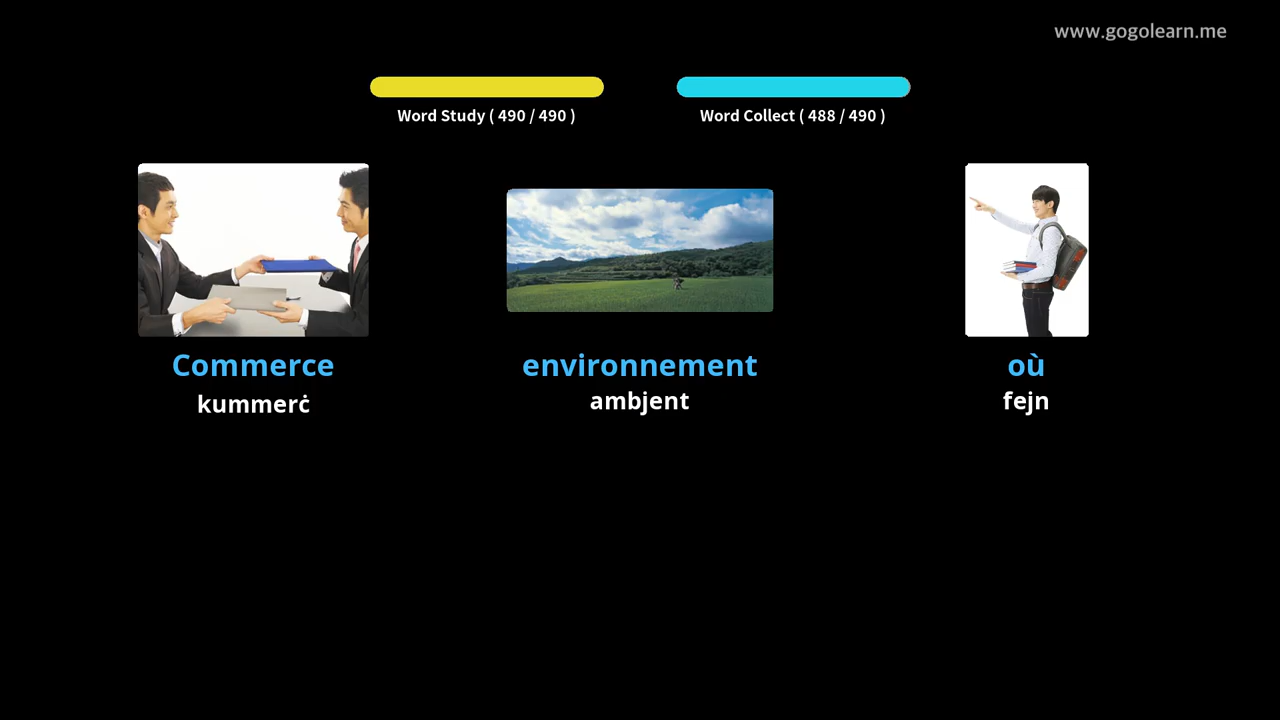 www.gogolearn.me
Word Study ( 490 / 490 )
Word Collect ( 488 / 490 )
Commerce
kummerċ
environnement
ambjent
où
fejn